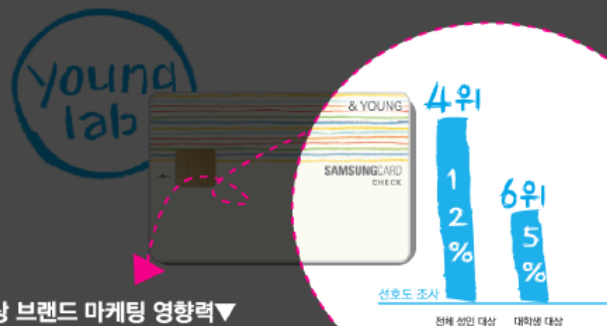 young
lab
& YOUNG
SAMSUNGCARD
CHECK
4위
12%
6위
5%
선호도 조사
전체 성인 대상
대학생 대상
상 브랜드 마케팅 영향력▼